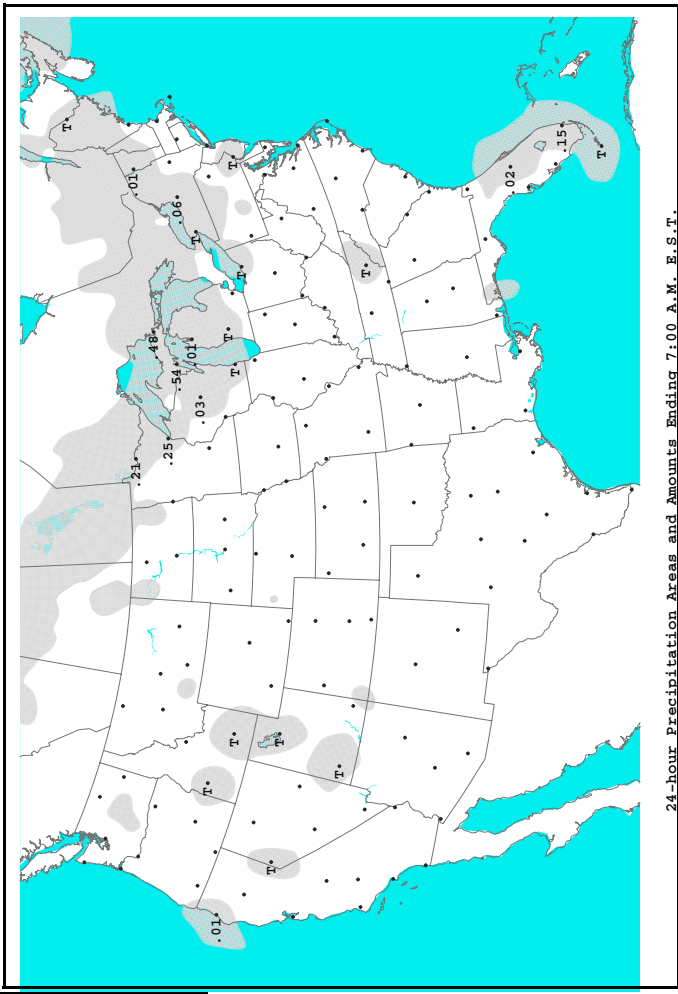 T
.01
.21
.48
.25
.54
.06
.01
T
.03
T
.01
T
T
T
T
T
T
T
T
T
.02
.15
T
24-hour Precipitation Areas and Amounts Ending 7:00 A.M. E.S.T.